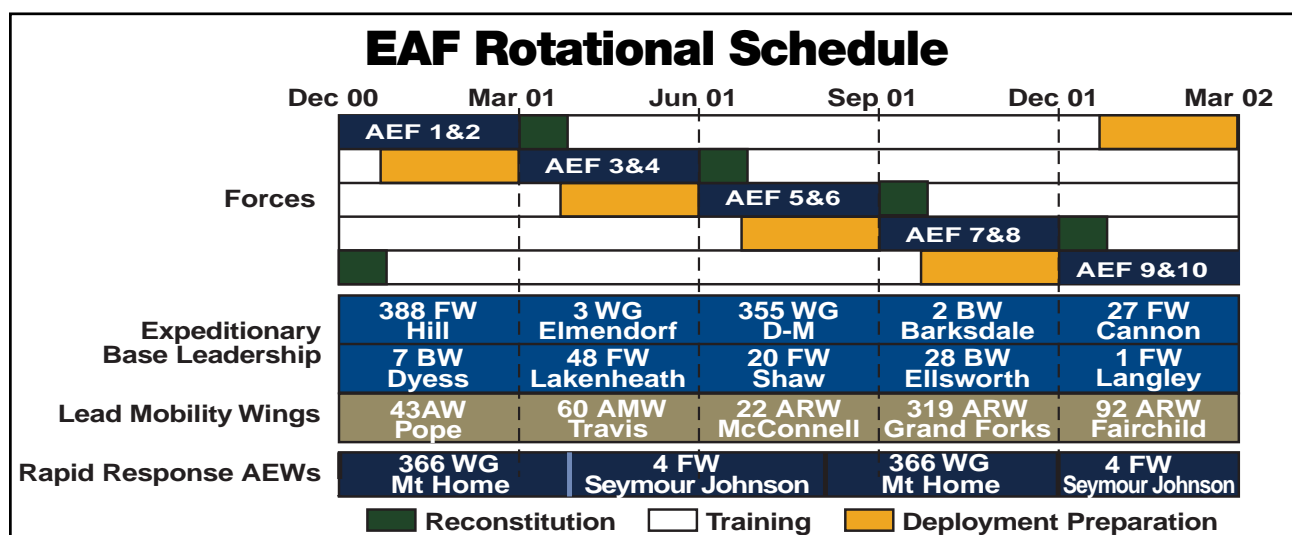 EAF Rotational Schedule
Dec 00 Mar 01 Jun 01 Sep 01 Dec 01 Mar 02
AEF 1&2
AEF 3&4
Forces
AEF 5&6
AEF 7&8
AEF 9&10
Expeditionary
Base Leadership
388 FW 3 WG 355 WG 2 BW 27 FW
Hill Elmendorf D-M Barksdale Cannon
7 BW 48 FW 20 FW 28 BW 1 FW
Dyess Lakenheath Shaw Ellsworth Langley
Lead Mobility Wings
43AW 60 AMW 22 ARW 319 ARW 92 ARW
Pope Travis McConnell Grand Forks Fairchild
Rapid Response AEWs
366 WG 4 FW 366 WG 4 FW
Mt Home Seymour Johnson Mt Home Seymour Johnson
Reconstitution Training Deployment Preparation